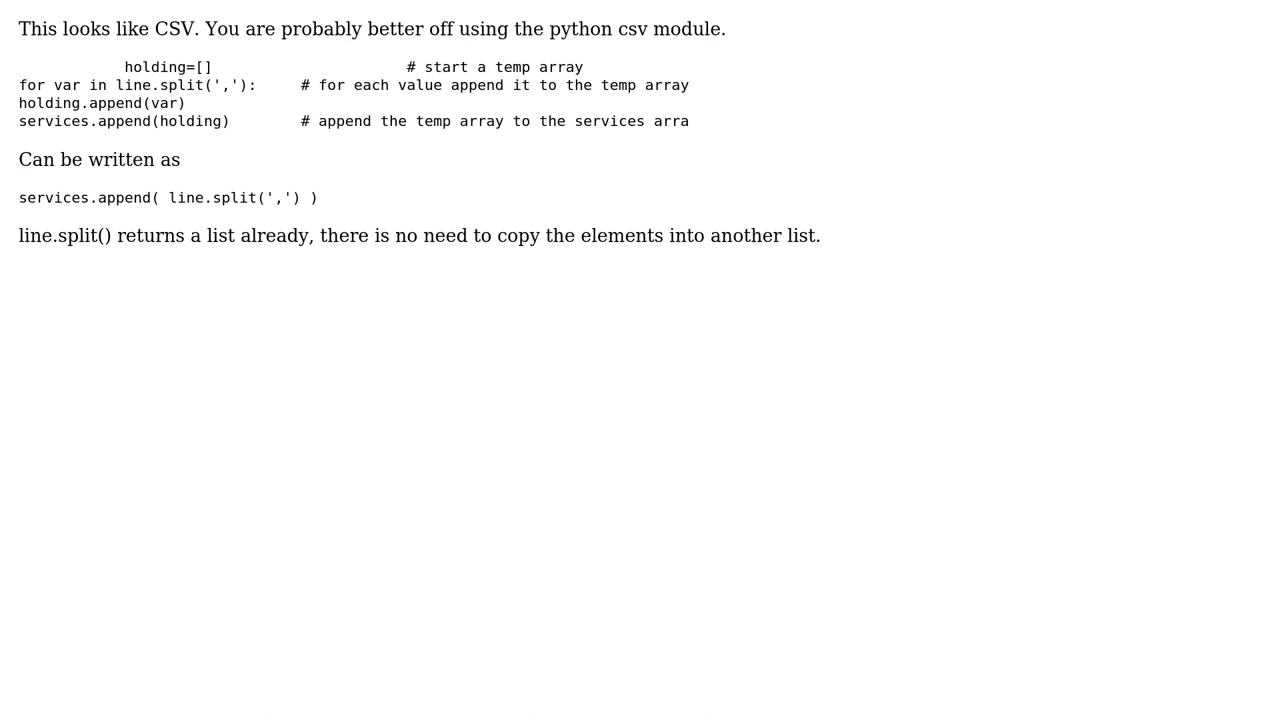 This looks like CSV. You are probably better off using the python csv module.
            holding=[]                      # start a temp array
for var in line.split(','):     # for each value append it to the temp array
holding.append(var)
services.append(holding)        # append the temp array to the services arra
Can be written as
services.append( line.split(',') )
line.split() returns a list already, there is no need to copy the elements into another list.